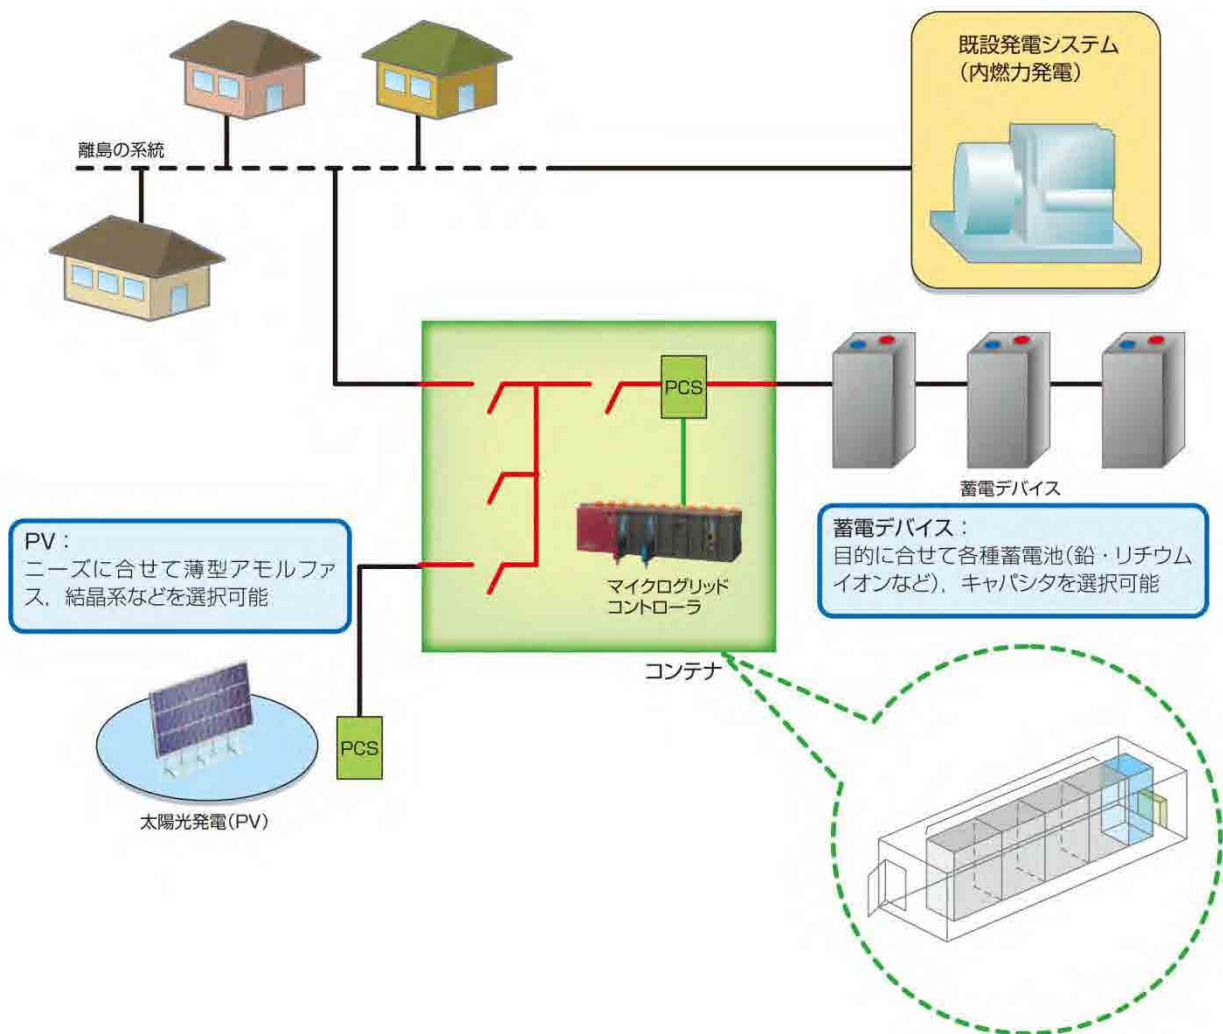 既設発電システム
(内燃力発電)
離島の系統
PCS
蓄電デバイス
マイクログリッド
コントローラ
PV：
ニーズに合せて薄型アモルファ
ス，結晶系などを選択可能
蓄電デバイス：
目的に合せて各種蓄電池(鉛・リチウム
イオンなど)，キャパシタを選択可能
コンテナ
PCS
太陽光発電(PV)